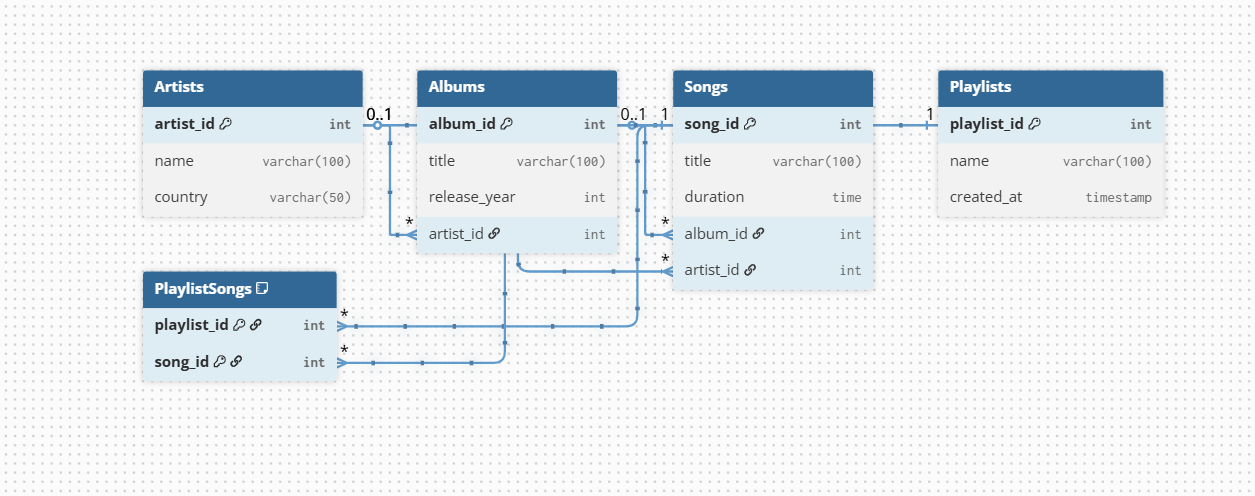 Artists
artist_id int
name varchar(100)
country varchar(50)
0..1
Albums
album_id int
title varchar(100)
release_year int
artist_id int
*
0..1
1
Songs
song_id int
title varchar(100)
duration time
album_id int
artist_id int
*
*
1
Playlists
playlist_id int
name varchar(100)
created_at timestamp
PlaylistSongs
playlist_id int
song_id int
*
*